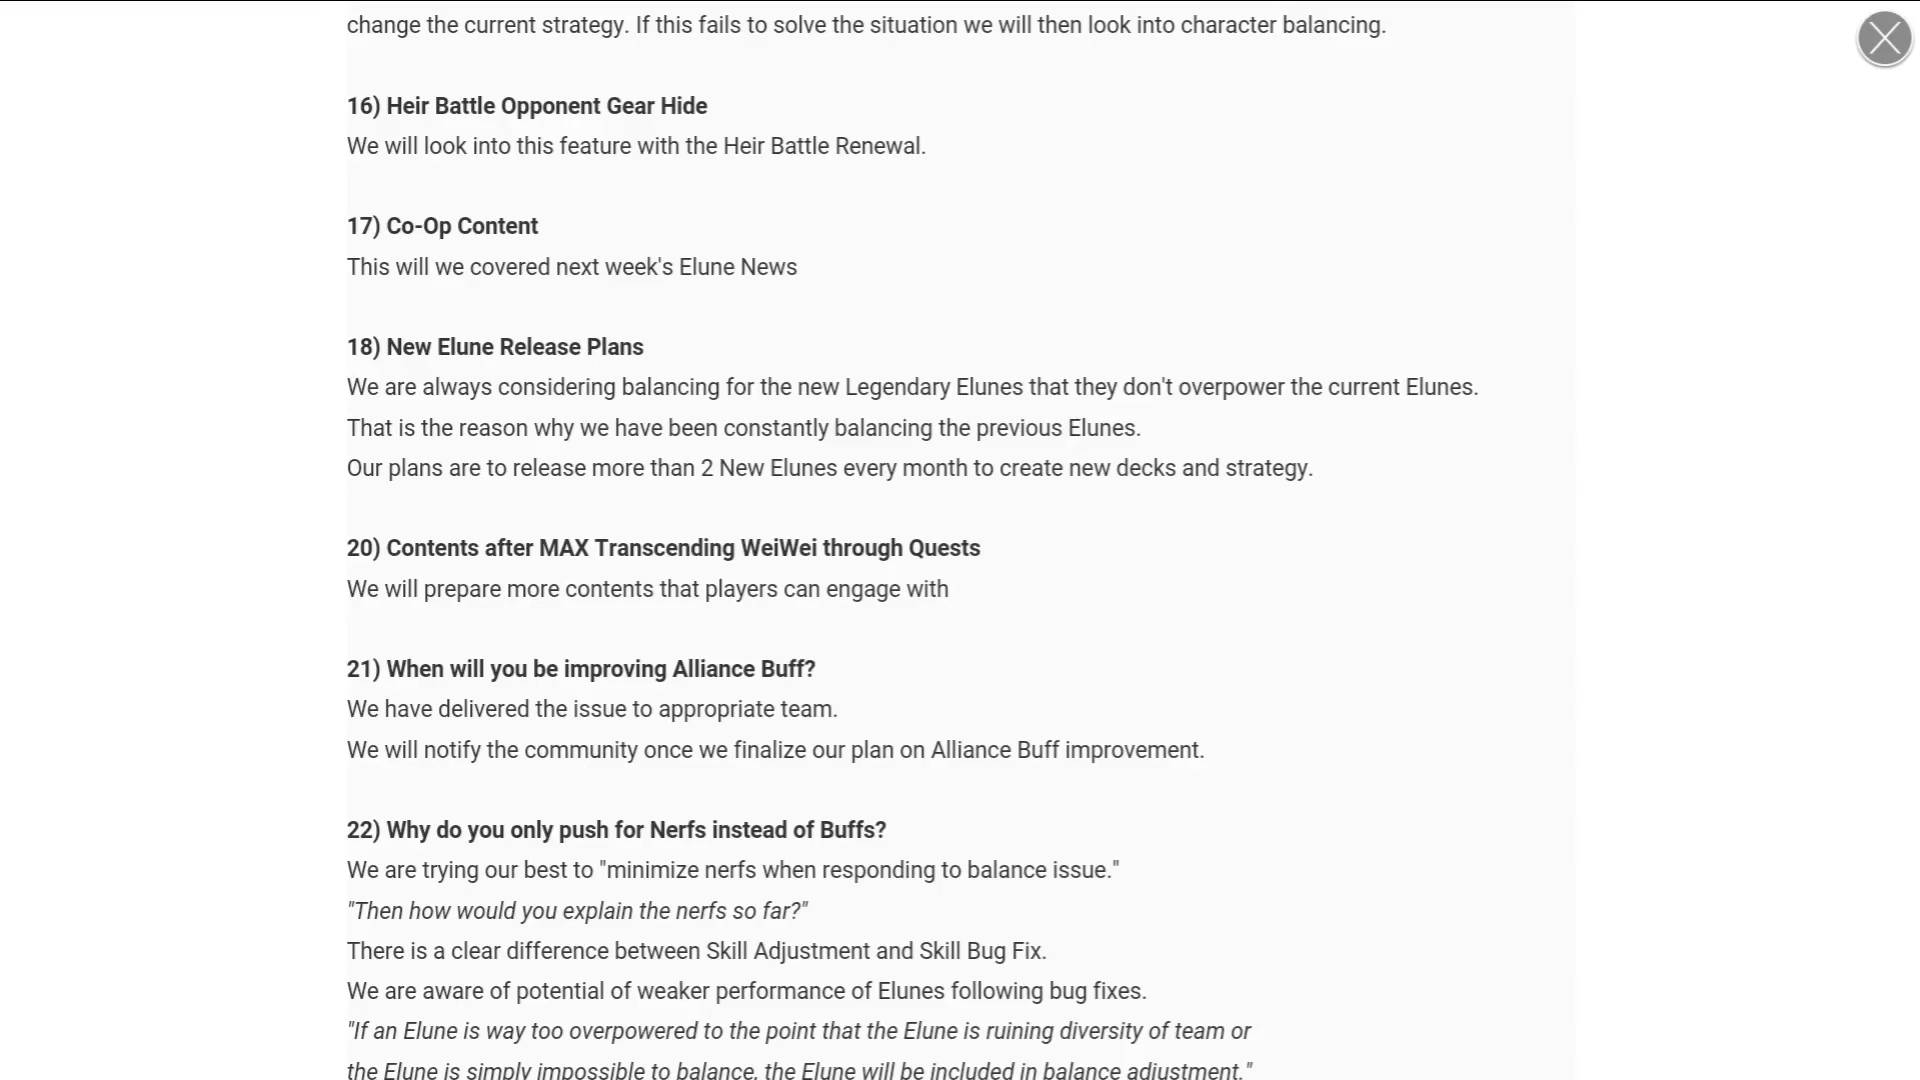 change the current strategy. If this fails to solve the situation we will then look into character balancing.
16) Heir Battle Opponent Gear Hide
We will look into this feature with the Heir Battle Renewal.
17) Co-Op Content
This will we covered next week's Elune News
18) New Elune Release Plans
We are always considering balancing for the new Legendary Elunes that they don't overpower the current Elunes.
That is the reason why we have been constantly balancing the previous Elunes.
Our plans are to release more than 2 New Elunes every month to create new decks and strategy.
20) Contents after MAX Transcending WeiWei through Quests
We will prepare more contents that players can engage with
21) When will you be improving Alliance Buff?
We have delivered the issue to appropriate team.
We will notify the community once we finalize our plan on Alliance Buff improvement.
22) Why do you only push for Nerfs instead of Buffs?
We are trying our best to "minimize nerfs when responding to balance issue."
"Then how would you explain the nerfs so far?"
There is a clear difference between Skill Adjustment and Skill Bug Fix.
We are aware of potential of weaker performance of Elunes following bug fixes.
"If an Elune is way too overpowered to the point that the Elune is ruining diversity of team or
the Elune is simply impossible to balance, the Elune will be included in balance adjustment."